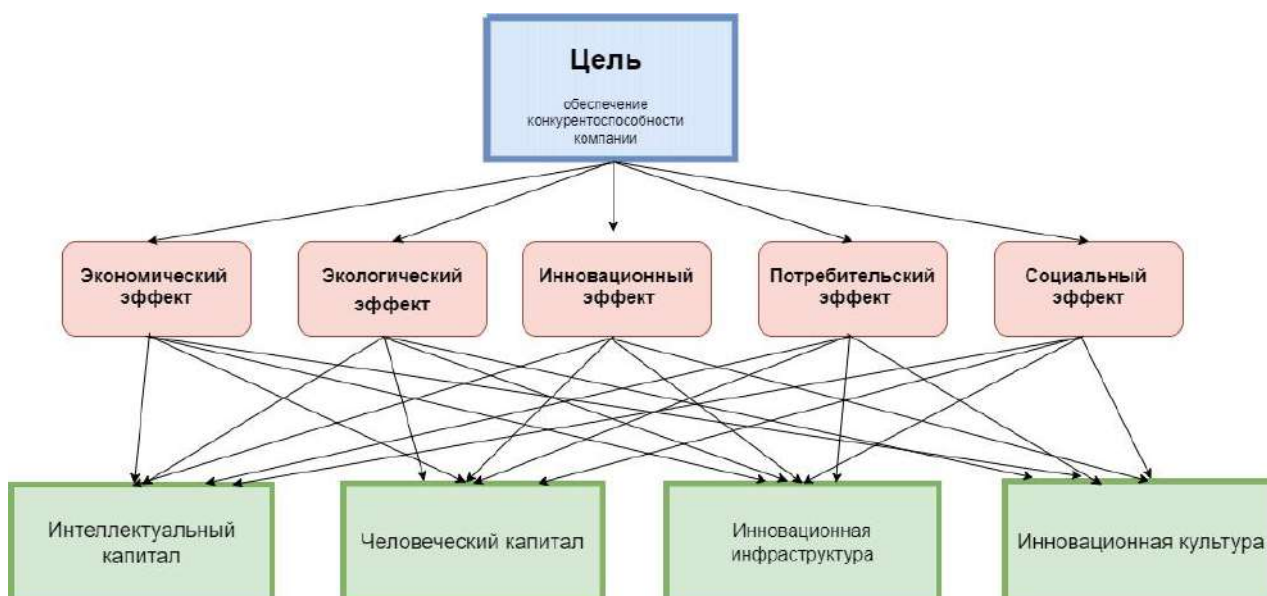 Цель
обеспечение
конкурентоспособности
компании
Экономический
эффект
Экологический
эффект
Инновационный
эффект
Потребительский
эффект
Социальный
эффект
Интеллектуальный
капитал
Человеческий капитал
Инновационная
инфраструктура
Инновационная культура